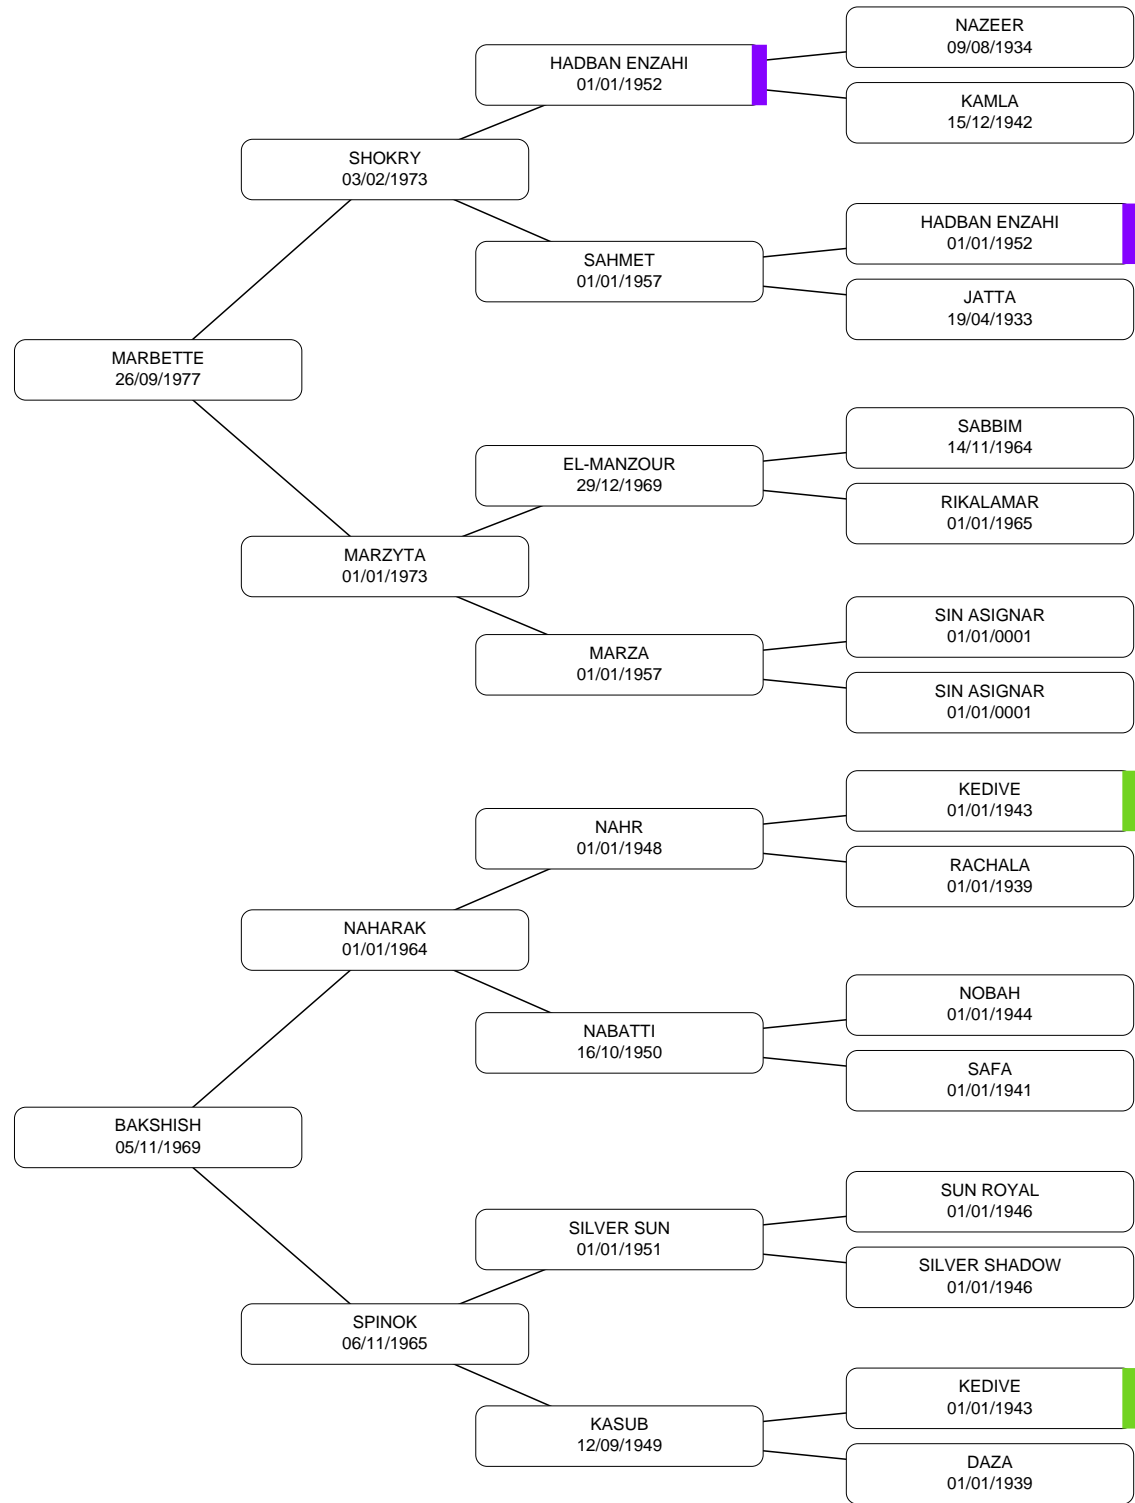 NAZEER
09/08/1934
HADBAN ENZAHI
01/01/1952
KAMLA
15/12/1942
SHOKRY
03/02/1973
HADBAN ENZAHI
01/01/1952
SAHMET
01/01/1957
JATTA
19/04/1933
MARBETTE
26/09/1977
SABBIM
14/11/1964
EL-MANZOUR
29/12/1969
RIKALAMAR
01/01/1965
MARZYTA
01/01/1973
SIN ASIGNAR
01/01/0001
MARZA
01/01/1957
SIN ASIGNAR
01/01/0001
KEDIVE
01/01/1943
NAHR
01/01/1948
RACHALA
01/01/1939
NAHARAK
01/01/1964
NOBAH
01/01/1944
NABATTI
16/10/1950
SAFA
01/01/1941
BAKSHISH
05/11/1969
SUN ROYAL
01/01/1946
SILVER SUN
01/01/1951
SILVER SHADOW
01/01/1946
SPINOK
06/11/1965
KEDIVE
01/01/1943
KASUB
12/09/1949
DAZA
01/01/1939